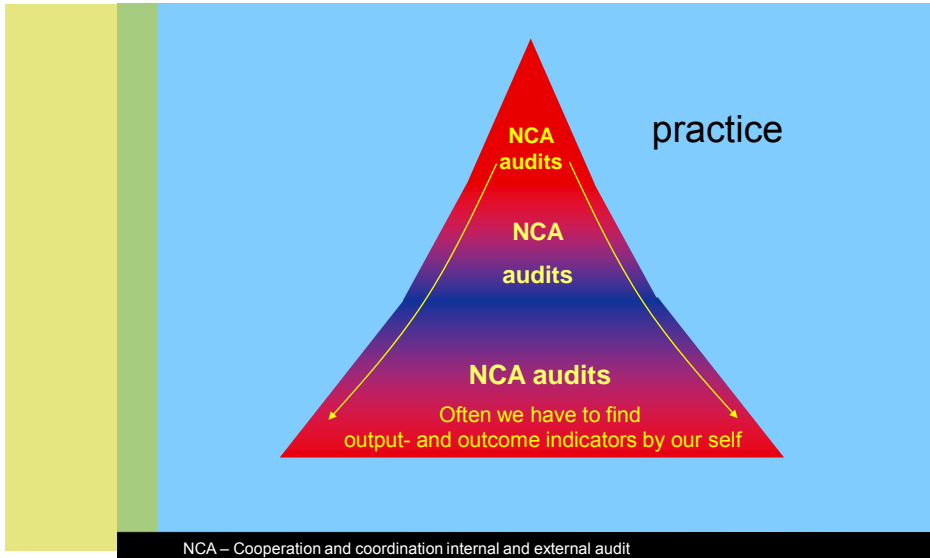 practice
NCA
audits
NCA
audits
NCA audits
Often we have to find
output- and outcome indicators by our self
NCA – Cooperation and coordination internal and external audit